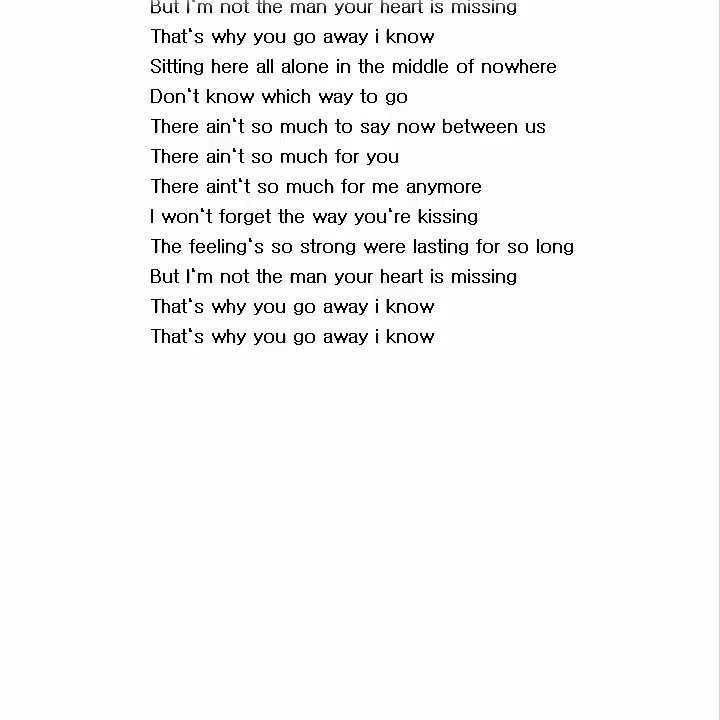 But I'm not the man your heart is missing
That's why you go away i know
Sitting here all alone in the middle of nowhere
Don't know which way to go
There ain't so much to say now between us
There ain't so much for you
There aint't so much for me anymore
I won't forget the way you're kissing
The feeling's so strong were lasting for so long
But I'm not the man your heart is missing
That's why you go away i know
That's why you go away i know